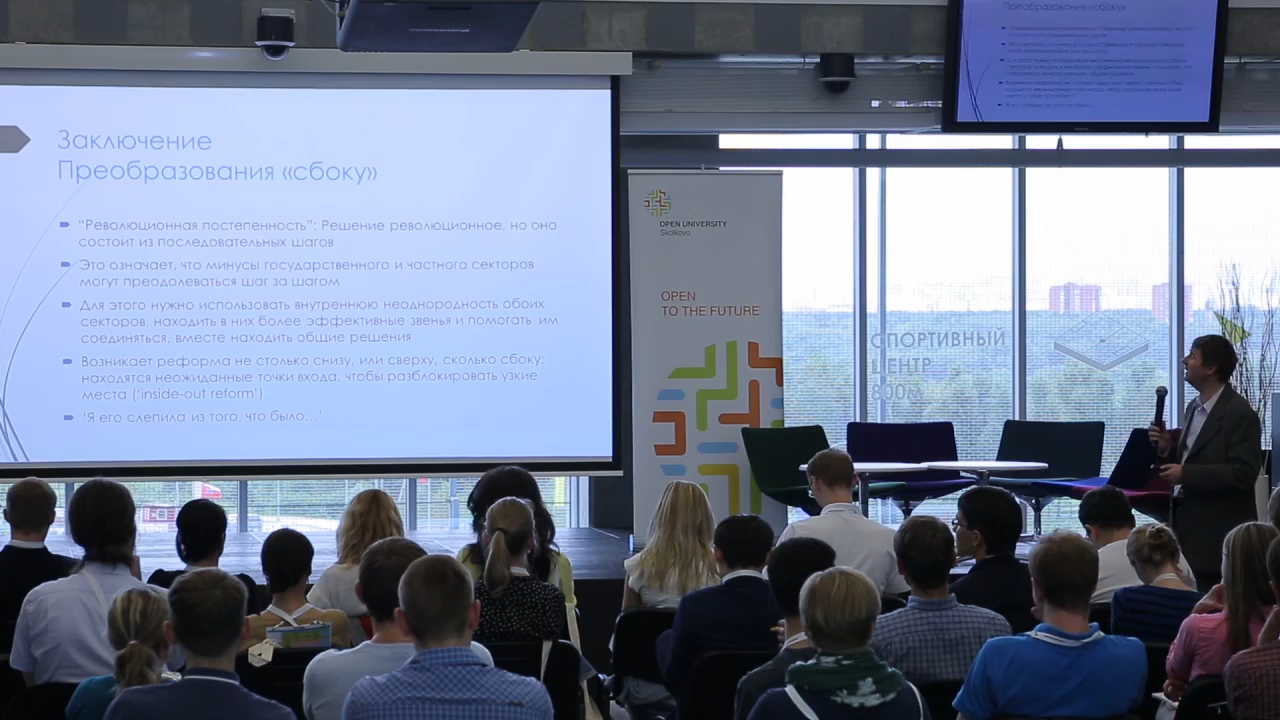 Заключение
Преобразования «сбоку»
“Революционная постепенность”: Решение революционное, но оно
состоит из последовательных шагов
Это означает, что минусы государственного и частного секторов
могут преодолеваться шаг за шагом
Для этого нужно использовать внутреннюю неоднородность обоих
секторов, находить в них более эффективные звенья и помогать им
соединяться, вместе находить общие решения
Возникает реформа не столько снизу, или сверху, сколько сбоку:
находятся неожиданные точки входа, чтобы разблокировать узкие
места (‘inside-out reform’)
‘Я его слепила из того, что было…’
OPEN UNIVERSITY
Skolkovo
OPEN
TO THE FUTURE
СПОРТИВНЫЙ
ЦЕНТР
800м
Преобразования «сбоку»